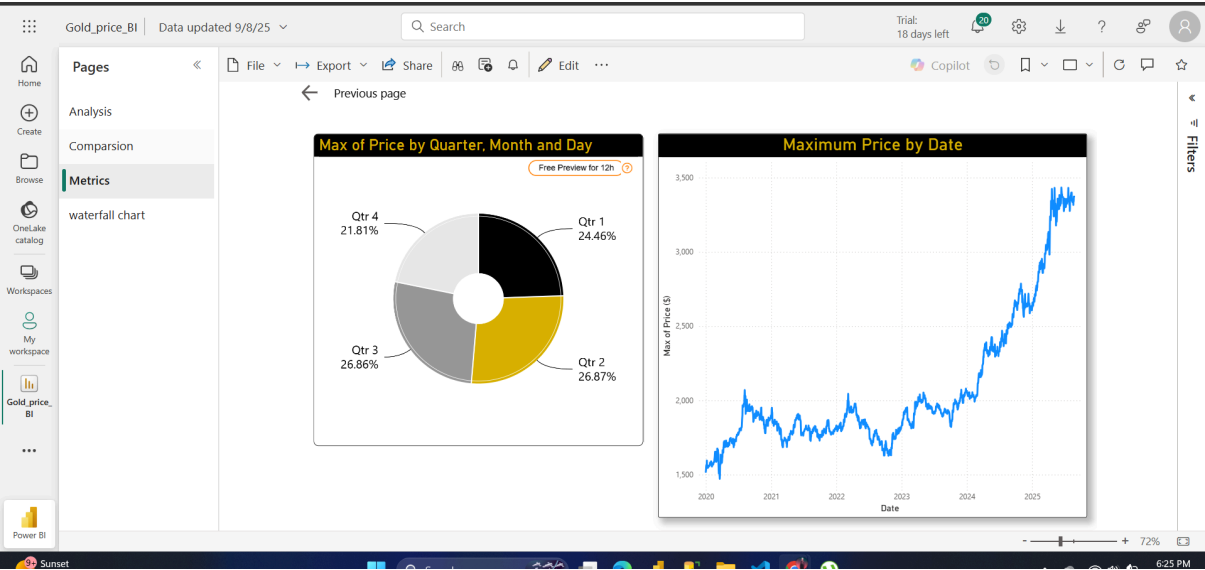 Gold_price_BI
Data updated 9/8/25
Search
Trial:
18 days left
20
Home
Create
Browse
OneLake
catalog
Workspaces
My
workspace
Gold_price_
BI
Power BI
Pages
Analysis
Comparsion
Metrics
waterfall chart
File
Export
Share
Edit
Copilot
Previous page
Max of Price by Quarter, Month and Day
Free Preview for 12h
?
Qtr 4
21.81%
Qtr 1
24.46%
Qtr 3
26.86%
Qtr 2
26.87%
Maximum Price by Date
Max of Price ($)
3,500
3,000
2,500
2,000
1,500
2020
2021
2022
2023
2024
2025
Date
Filters
- + 72%
9+
Sunset
6:25 PM